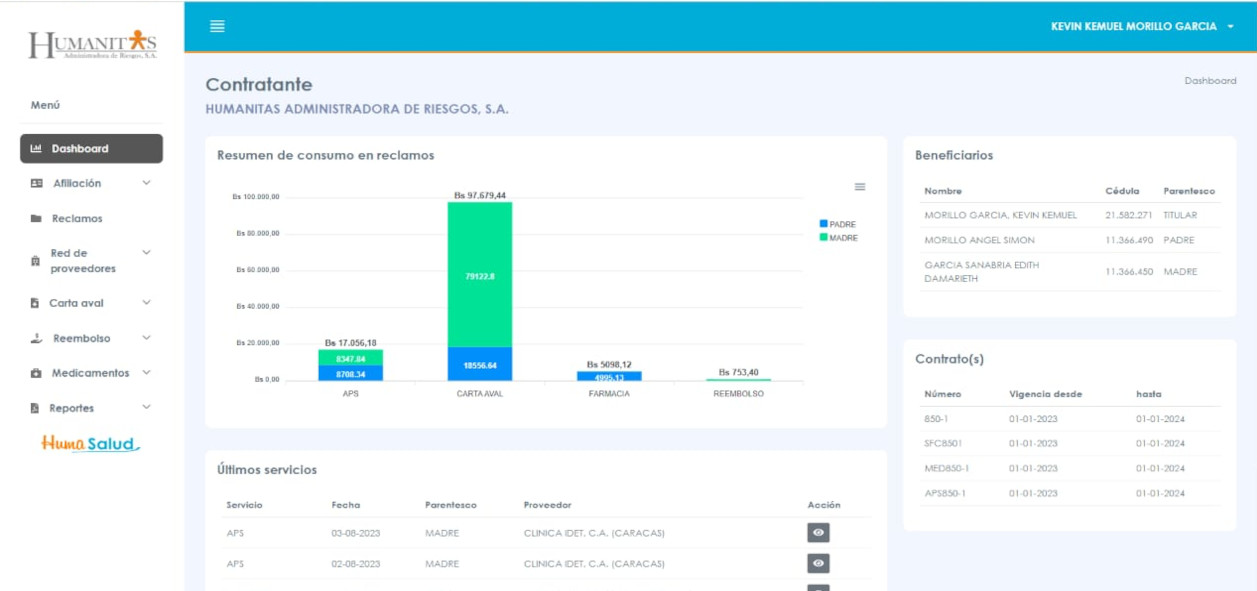 HUMANITAS
Administradora de Riesgos, S.A.
KEVIN KEMUEL MORILLO GARCIA
Menú
Dashboard
Afiliación
Reclamos
Red de
proveedores
Carta aval
Reembolso
Medicamentos
Reportes
Huma Salud
Contratante
Dashboard
HUMANITAS ADMINISTRADORA DE RIESGOS, S.A.
Resumen de consumo en reclamos
Bs 100.000,00
Bs 80.000,00
Bs 60.000,00
Bs 40.000,00
Bs 20.000,00
Bs 0,00
Bs 17.056,18
8347.84
8708.34
APS
Bs 97.679,44
79122.8
18556.64
CARTA AVAL
Bs 5098,12
4995.13
FARMACIA
Bs 753,40
REEMBOLSO
PADRE
MADRE
Últimos servicios
Servicio Fecha Parentesco Proveedor Acción
APS 03-08-2023 MADRE CLINICA IDET, C.A. (CARACAS)
APS 02-08-2023 MADRE CLINICA IDET, C.A. (CARACAS)
Beneficiarios
Nombre Cédula Parentesco
MORILLO GARCIA, KEVIN KEMUEL 21.582.271 TITULAR
MORILLO ANGEL SIMON 11.366.490 PADRE
GARCIA SANABRIA EDITH
DAMARIETH 11.366.450 MADRE
Contrato(s)
Número Vigencia desde hasta
850-1 01-01-2023 01-01-2024
SFC8501 01-01-2023 01-01-2024
MED850-1 01-01-2023 01-01-2024
APS850-1 01-01-2023 01-01-2024